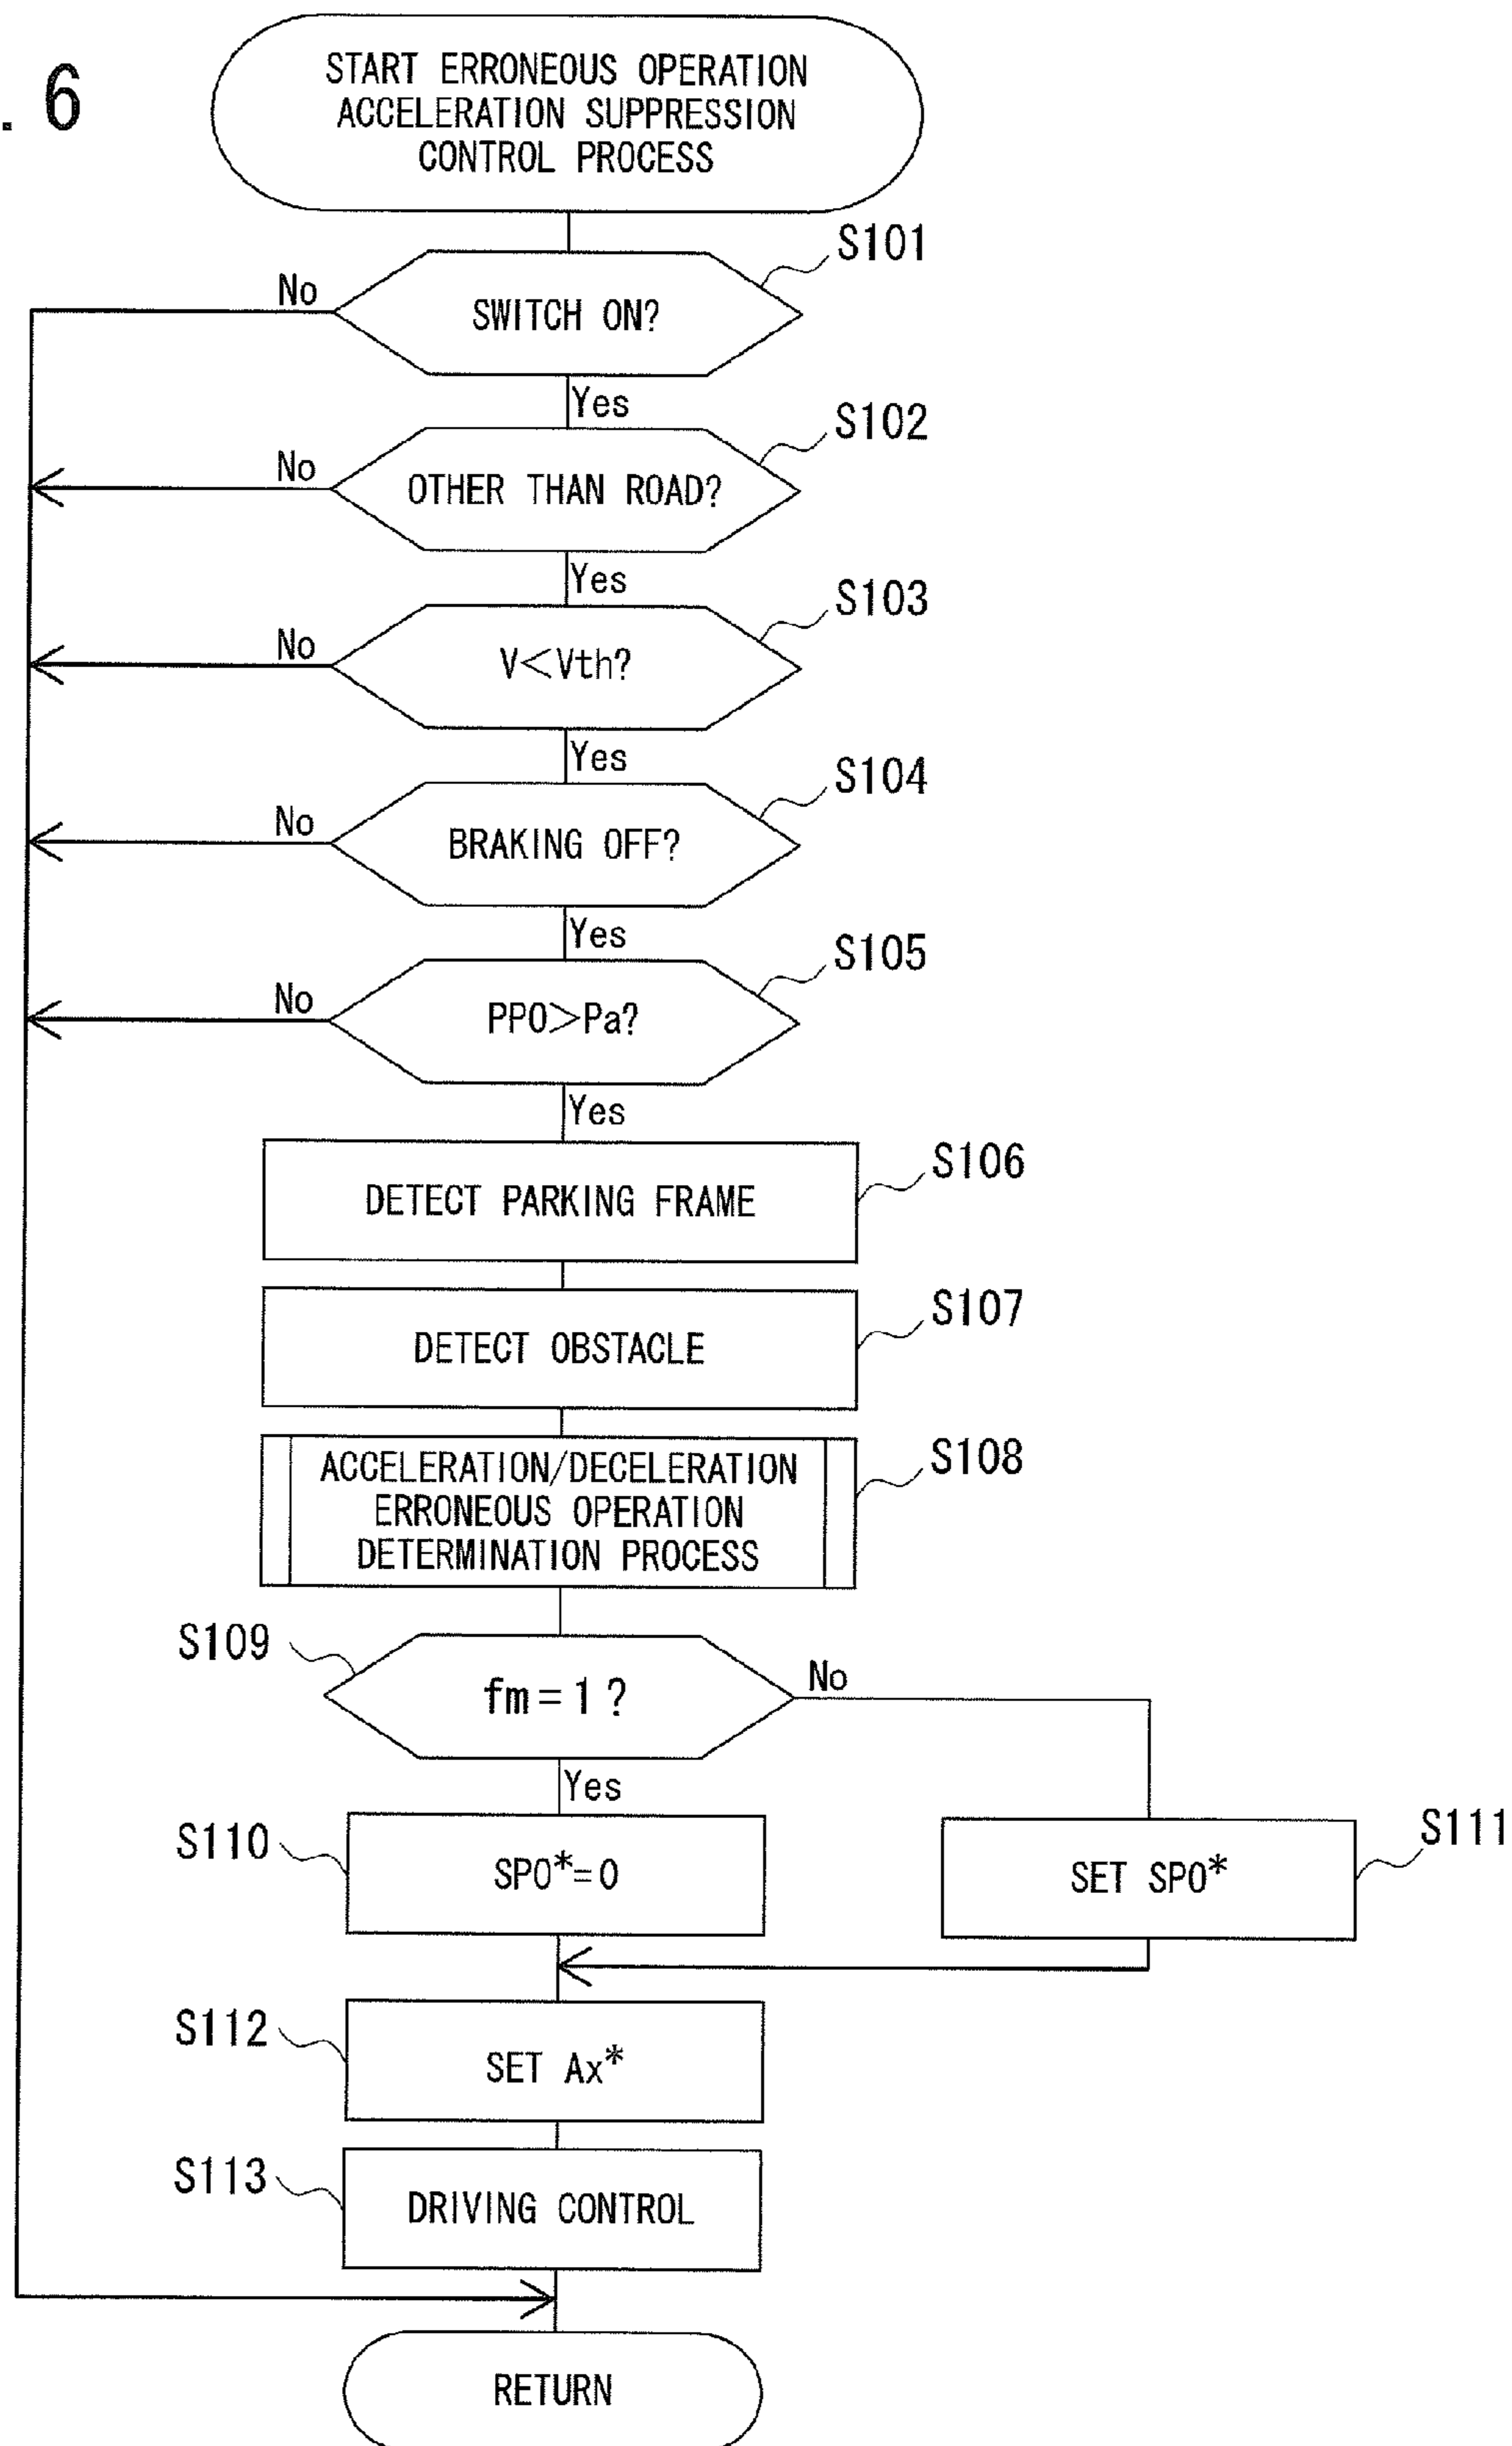 . 6
START ERRONEOUS OPERATION
ACCELERATION SUPPRESSION
CONTROL PROCESS
S101
No
SWITCH ON?
Yes
S102
No
OTHER THAN ROAD?
Yes
S103
No
V<Vth?
Yes
S104
No
BRAKING OFF?
Yes
S105
No
PPO>Pa?
Yes
S106
DETECT PARKING FRAME
S107
DETECT OBSTACLE
S108
ACCELERATION/DECELERATION
ERRONEOUS OPERATION
DETERMINATION PROCESS
S109
fm=1?
No
Yes
S110
SPO*=0
S111
SET SPO*
S112
SET Ax*
S113
DRIVING CONTROL
RETURN